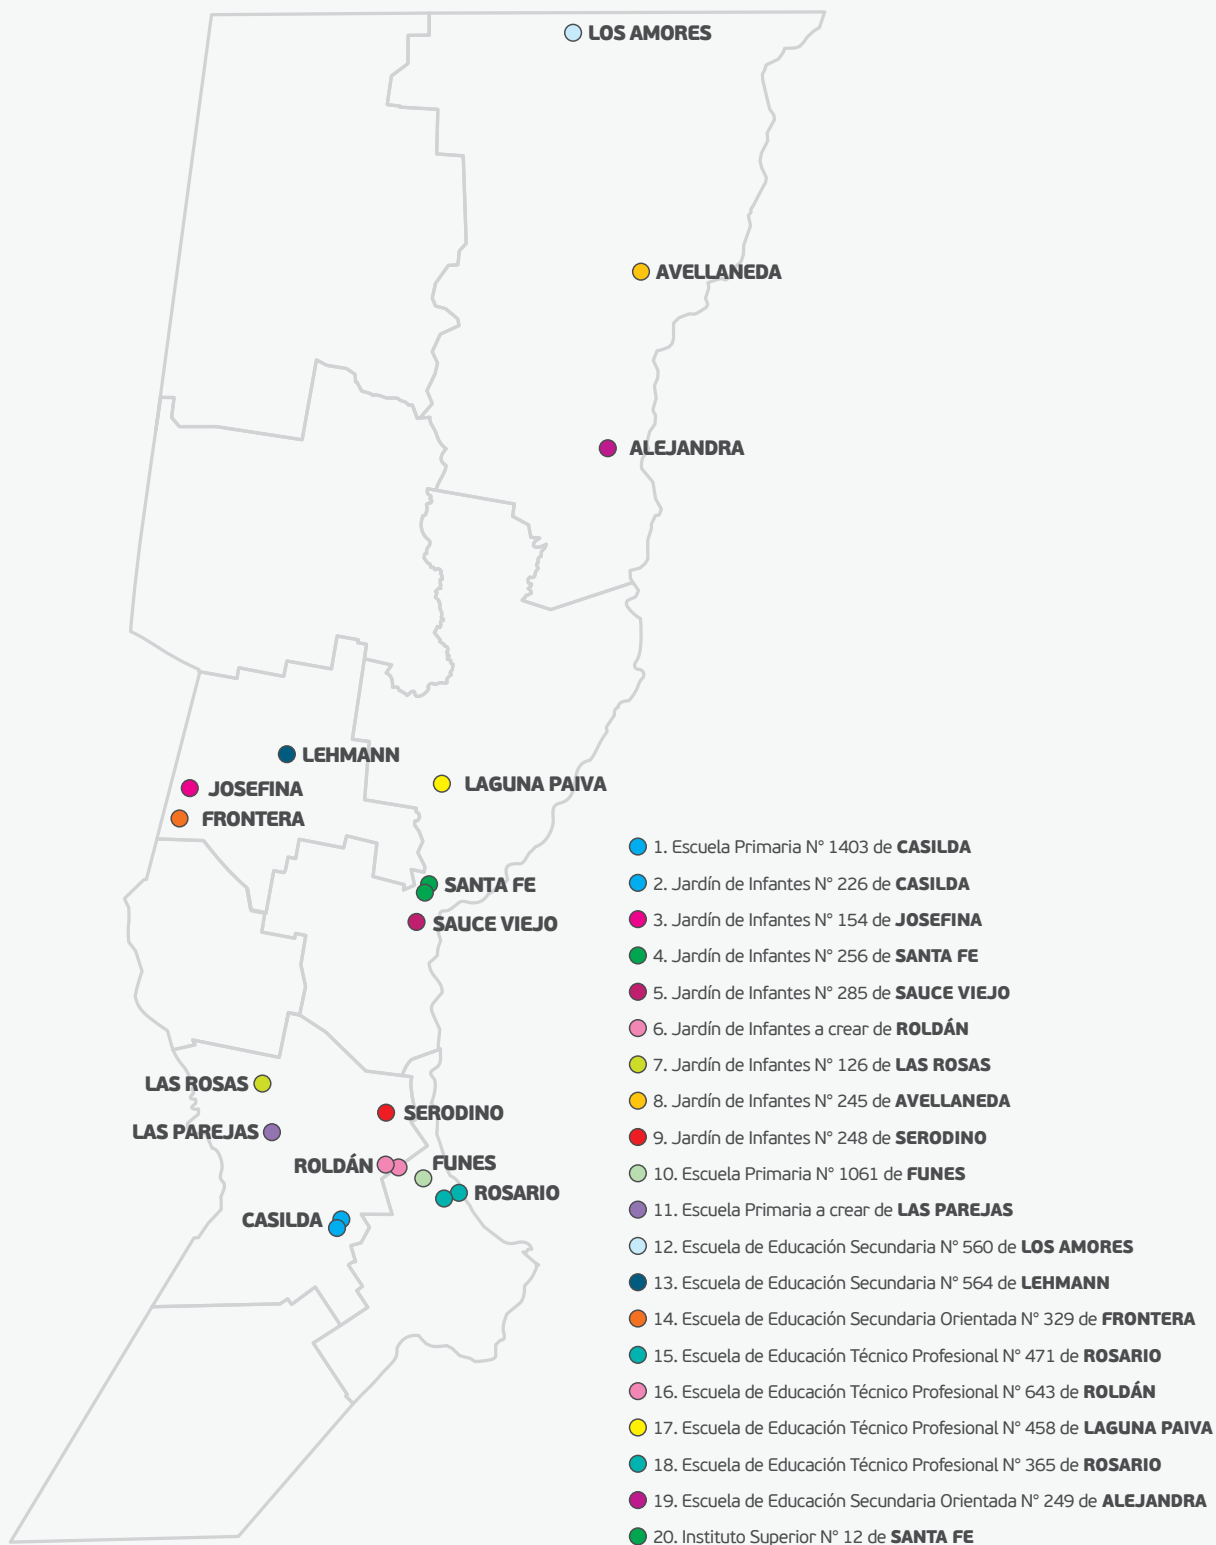 LOS AMORES
AVELLANEDA
ALEJANDRA
LEHMANN
JOSEFINA
LAGUNA PAIVA
FRONTERA
SANTA FE
SAUCE VIEJO
LAS ROSAS
SERODINO
LAS PAREJAS
FUNES
ROLDÁN
ROSARIO
CASILDA
1. Escuela Primaria N° 1403 de CASILDA
2. Jardín de Infantes N° 226 de CASILDA
3. Jardín de Infantes N° 154 de JOSEFINA
4. Jardín de Infantes N° 256 de SANTA FE
5. Jardín de Infantes N° 285 de SAUCE VIEJO
6. Jardín de Infantes a crear de ROLDÁN
7. Jardín de Infantes N° 126 de LAS ROSAS
8. Jardín de Infantes N° 245 de AVELLANEDA
9. Jardín de Infantes N° 248 de SERODINO
10. Escuela Primaria N° 1061 de FUNES
11. Escuela Primaria a crear de LAS PAREJAS
12. Escuela de Educación Secundaria N° 560 de LOS AMORES
13. Escuela de Educación Secundaria N° 564 de LEHMANN
14. Escuela de Educación Secundaria Orientada N° 329 de FRONTERA
15. Escuela de Educación Técnico Profesional N° 471 de ROSARIO
16. Escuela de Educación Técnico Profesional N° 643 de ROLDÁN
17. Escuela de Educación Técnico Profesional N° 458 de LAGUNA PAIVA
18. Escuela de Educación Técnico Profesional N° 365 de ROSARIO
19. Escuela de Educación Secundaria Orientada N° 249 de ALEJANDRA
20. Instituto Superior N° 12 de SANTA FE